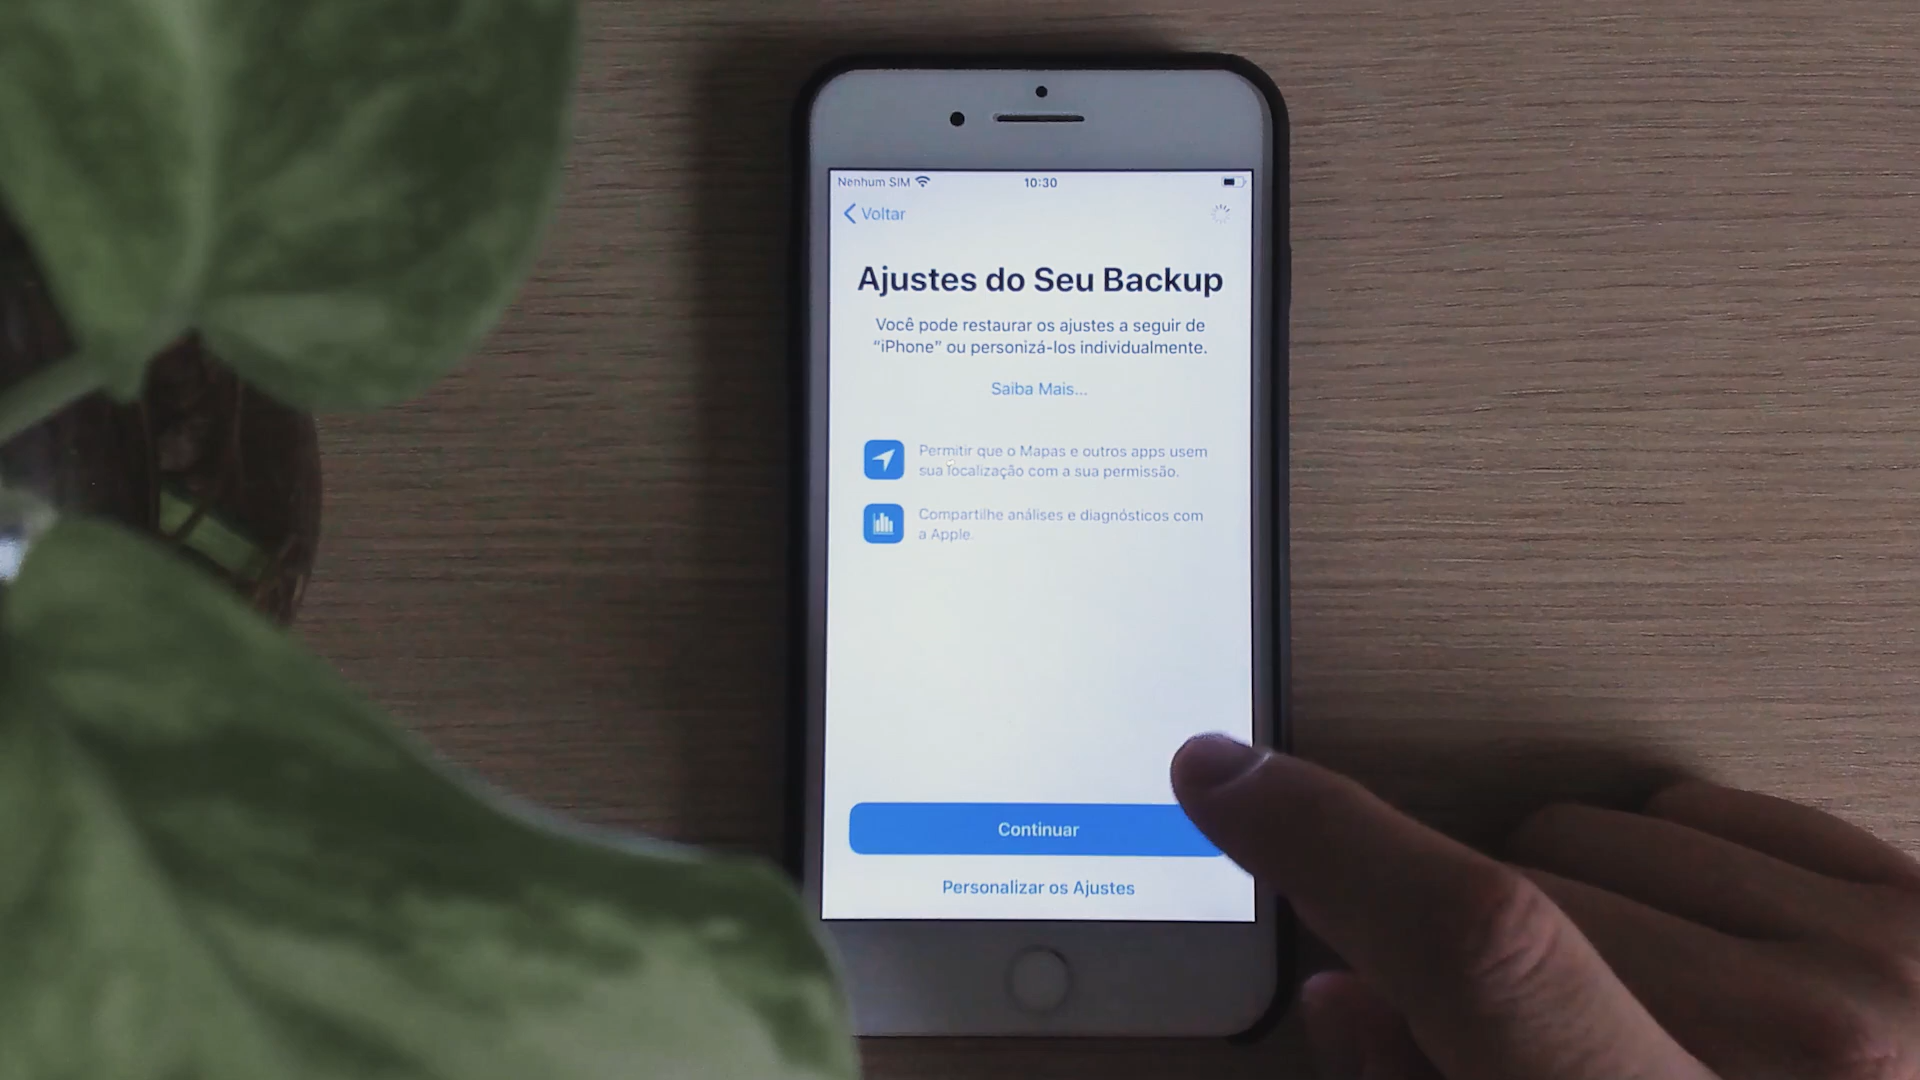 Nenhum SIM
10:30
Voltar
Ajustes do Seu Backup
Você pode restaurar os ajustes a seguir de
“iPhone” ou personizá-los individualmente.
Saiba Mais...
Permitir que o Mapas e outros apps usem
sua localização com a sua permissão.
Compartilhe análises e diagnósticos com
a Apple.
Continuar
Personalizar os Ajustes